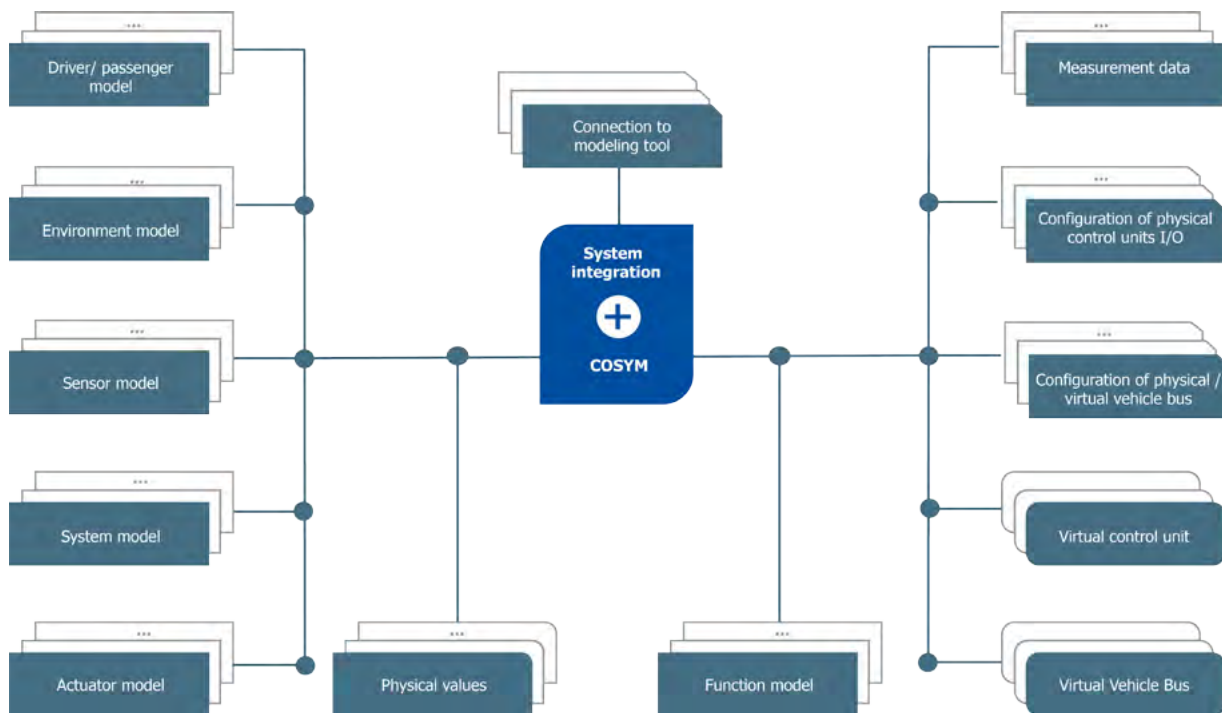 ...
Driver/ passenger
model
...
Environment model
...
Sensor model
...
System model
...
Actuator model
Connection to
modeling tool
System
integration
COSYM
...
Physical values
...
Function model
...
Measurement data
...
Configuration of physical
control units I/O
...
Configuration of physical /
virtual vehicle bus
...
Virtual control unit
...
Virtual Vehicle Bus